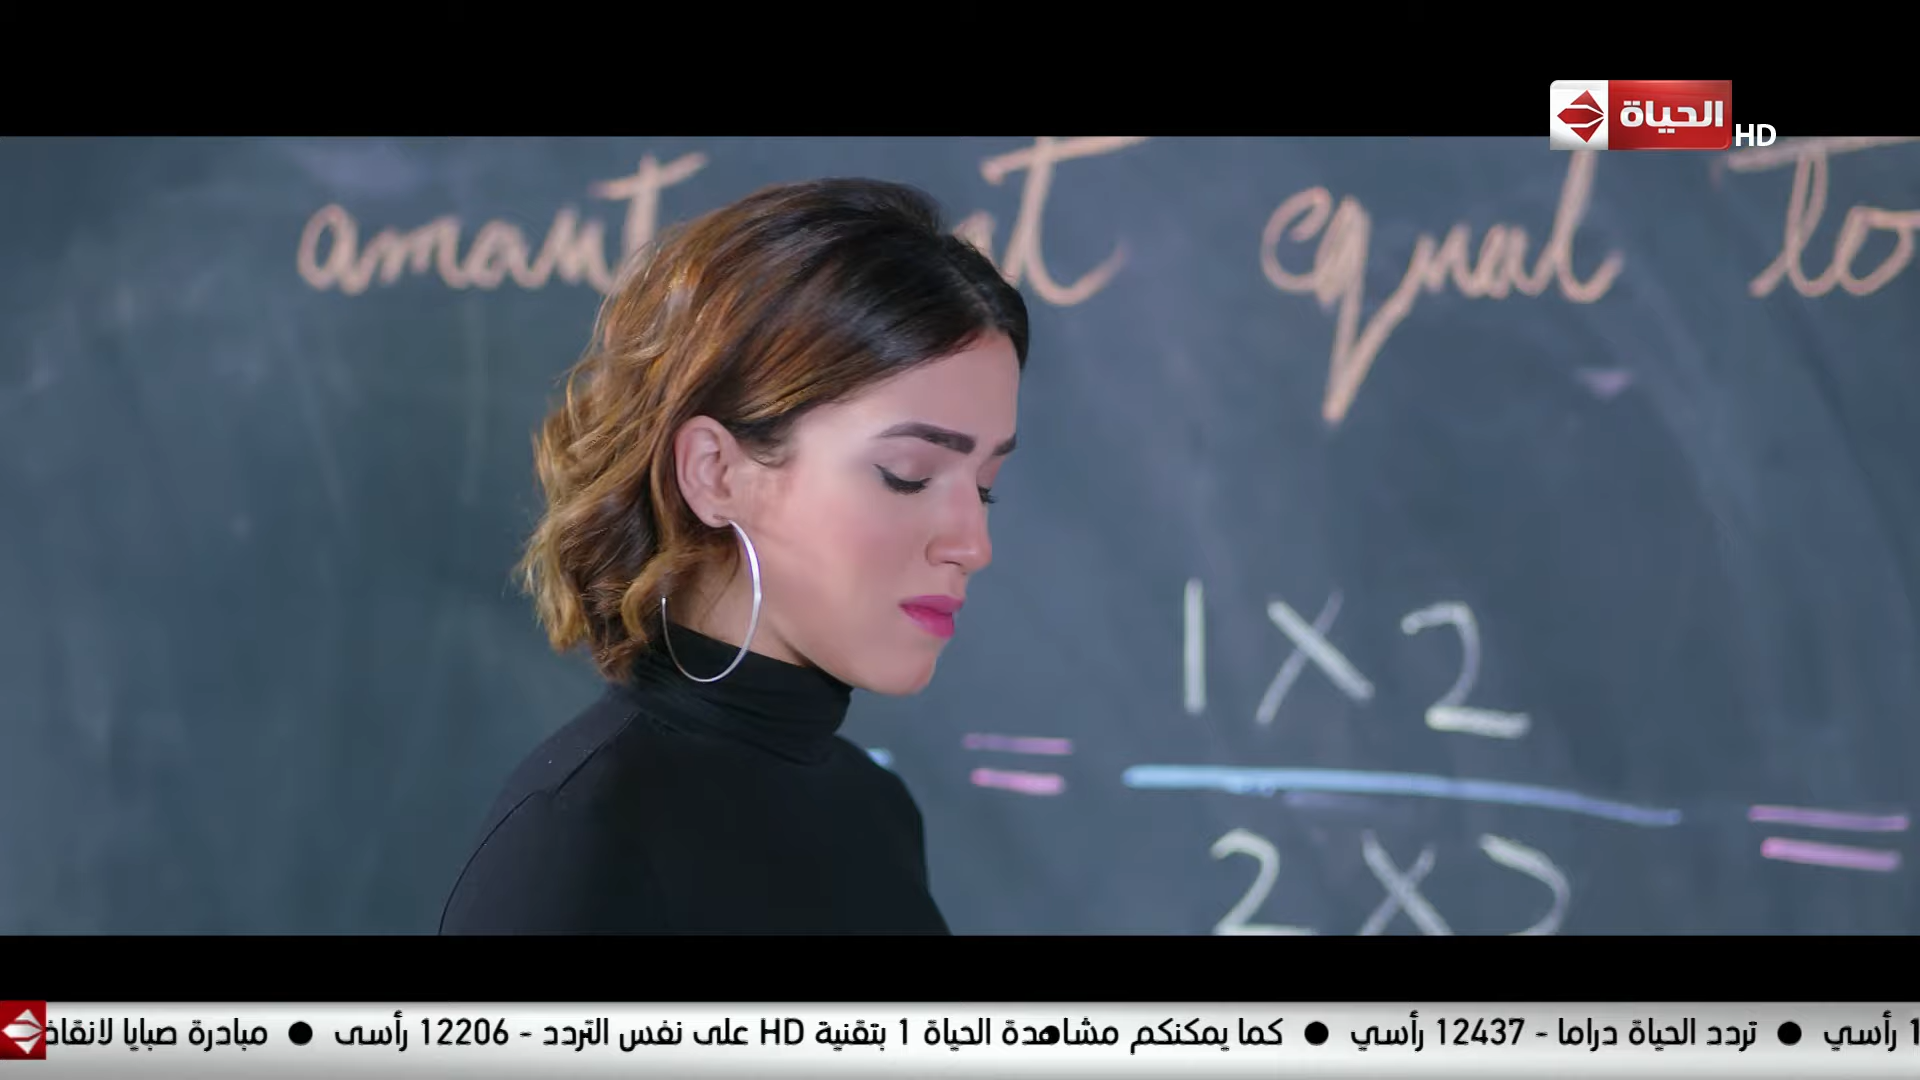 الحياة
HD
amant t equal to
1 x 2
= =
2 x
1 رأسي ● تردد الحياة دراما - 12437 رأسي ● كما يمكنكم مشاهدة الحياة 1 بتقنية HD على نفس التردد - 12206 رأسى ● مبادرة صبايا لانقاذ